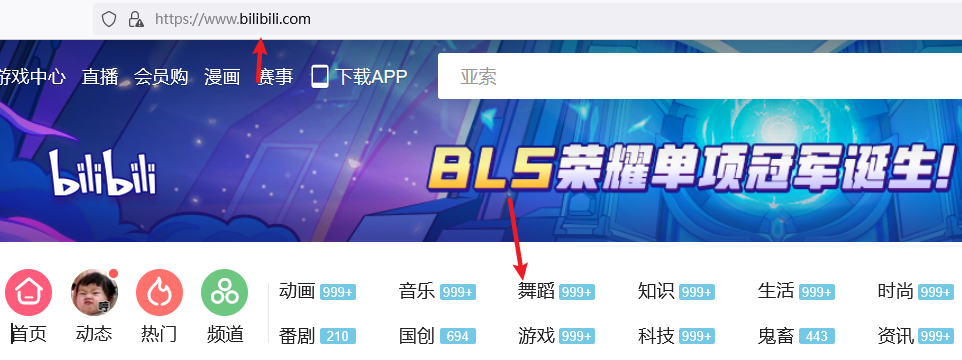 https://www.bilibili.com
游戏中心 直播 会员购 漫画 赛事 下载APP 亚索
bilibili
BLS荣耀单项冠军诞生!
动画 999+ 音乐 999+ 舞蹈 999+ 知识 999+ 生活 999+ 时尚 999+
首页 动态 热门 频道 番剧 210 国创 694 游戏 999+ 科技 999+ 鬼畜 443 资讯 999+